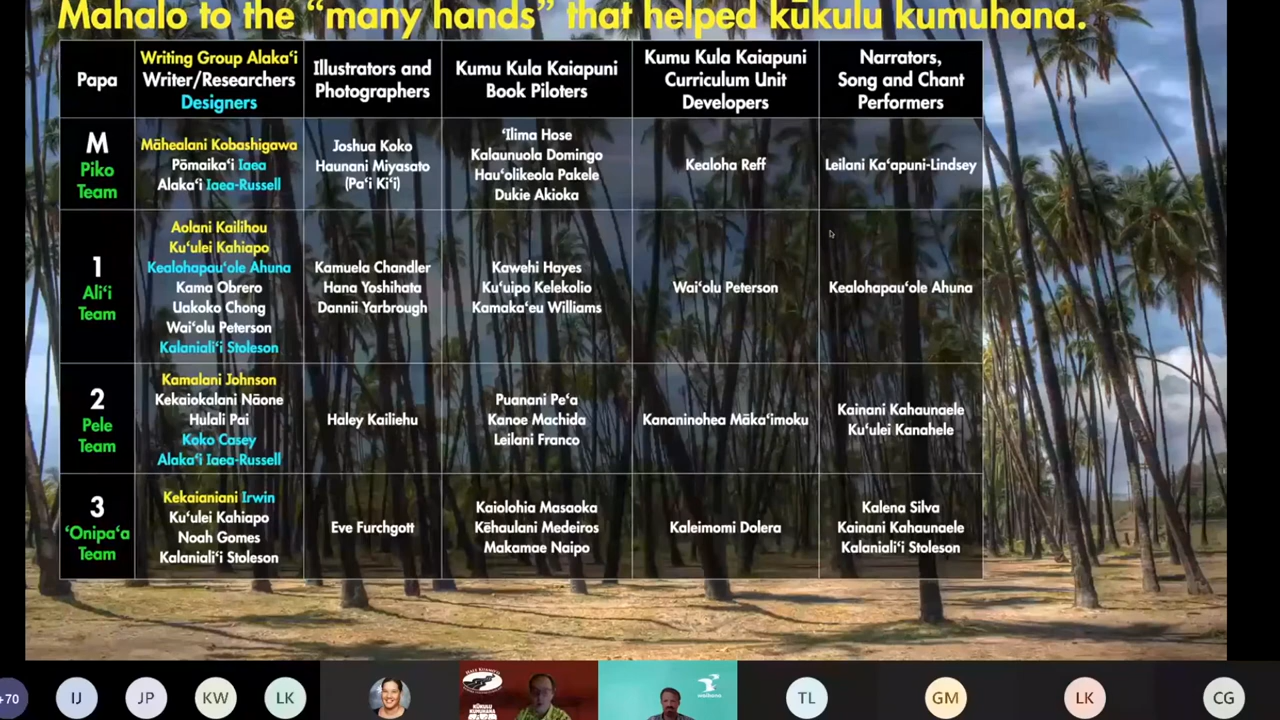 Mahalo to the “many hands” that helped kūkulu kumuhana.
Papa
Writing Group Alakaʻi
Writer/Researchers
Designers
Illustrators and
Photographers
Kumu Kula Kaiapuni
Book Piloters
Kumu Kula Kaiapuni
Curriculum Unit
Developers
Narrators,
Song and Chant
Performers
M
Piko
Team
Māhealani Kobashigawa
Pōmaikaʻi Iaea
Alakaʻi Iaea-Russell
Joshua Koko
Haunani Miyasato
(Paʻi Kiʻi)
ʻIlima Hose
Kalaunuola Domingo
Hauʻolikeola Pakele
Dukie Akioka
Kealoha Reff
Leilani Kaʻapuni-Lindsey
1
Aliʻi
Team
Aolani Kailihou
Kuʻulei Kahiapo
Kealohapauʻole Ahuna
Kama Obrero
Uakoko Chong
Waiʻolu Peterson
Kalanialiʻi Stoleson
Kamuela Chandler
Hana Yoshihata
Dannii Yarbrough
Kawehi Hayes
Kuʻuipo Kelekolio
Kamakaʻeu Williams
Waiʻolu Peterson
Kealohapauʻole Ahuna
2
Pele
Team
Kamalani Johnson
Kekaiokalani Nāone
Hulali Pai
Koko Casey
Alakaʻi Iaea-Russell
Haley Kailiehu
Puanani Peʻa
Kanoe Machida
Leilani Franco
Kananinohea Mākaʻimoku
Kainani Kahaunaele
Kuʻulei Kanahele
3
ʻOnipaʻa
Team
Kekaianiani Irwin
Kuʻulei Kahiapo
Noah Gomes
Kalanialiʻi Stoleson
Eve Furchgott
Kaiolohia Masaoka
Kēhaulani Medeiros
Makamae Naipo
Kaleimomi Dolera
Kalena Silva
Kainani Kahaunaele
Kalanialiʻi Stoleson
+70
IJ
JP
KW
LK
KŪKULU
KUMUHANA
TL
GM
LK
CG